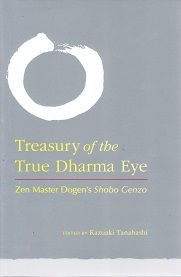 Treasury of the
True Dharma Eye
Zen Master Dogen's Shobo Genzo
EDITED BY Kazuaki Tanahashi